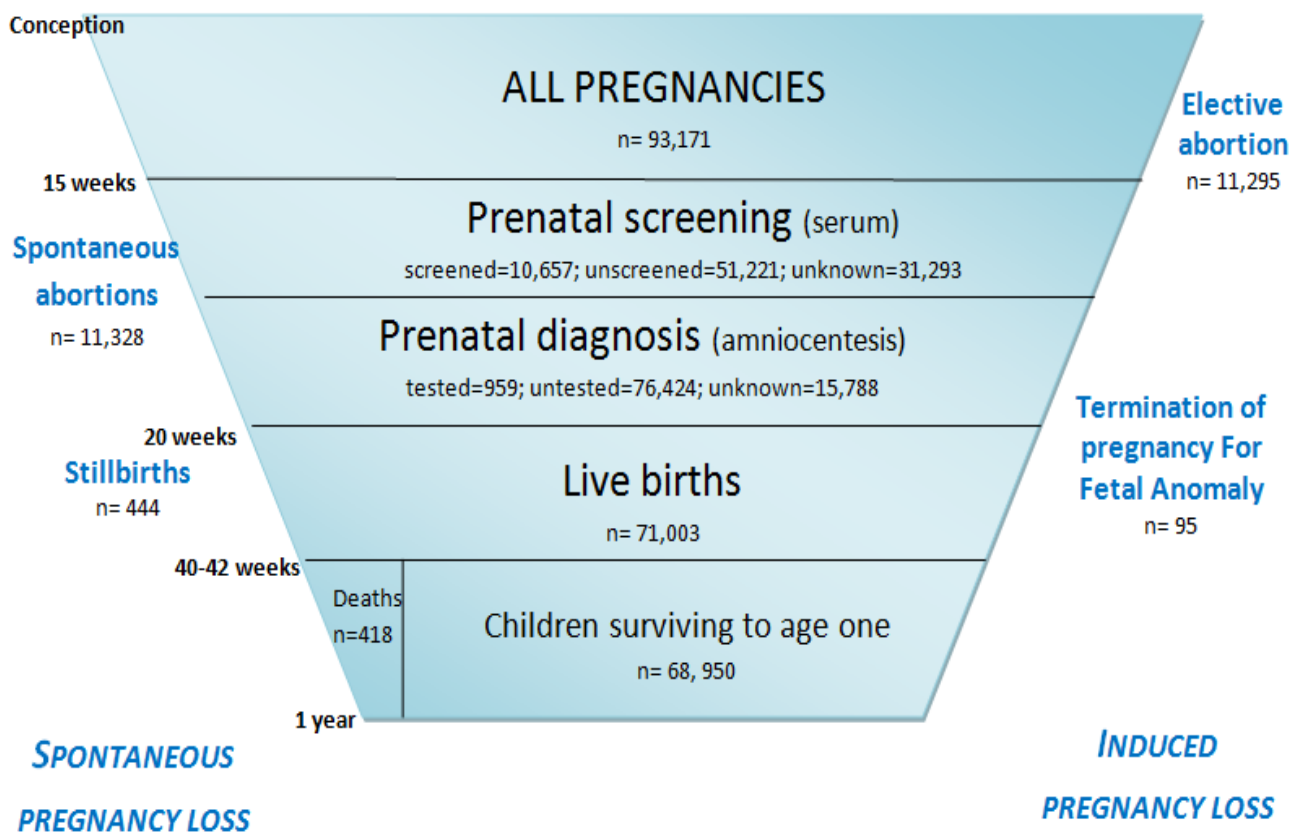 Conception
ALL PREGNANCIES
n= 93,171
Elective
abortion
n= 11,295
15 weeks
Prenatal screening (serum)
screened=10,657; unscreened=51,221; unknown=31,293
Spontaneous
abortions
n= 11,328
Prenatal diagnosis (amniocentesis)
tested=959; untested=76,424; unknown=15,788
Termination of
pregnancy For
Fetal Anomaly
n= 95
20 weeks
Stillbirths
n= 444
Live births
n= 71,003
40-42 weeks
Deaths
n=418
Children surviving to age one
n= 68, 950
1 year
SPONTANEOUS
PREGNANCY LOSS
INDUCED
PREGNANCY LOSS